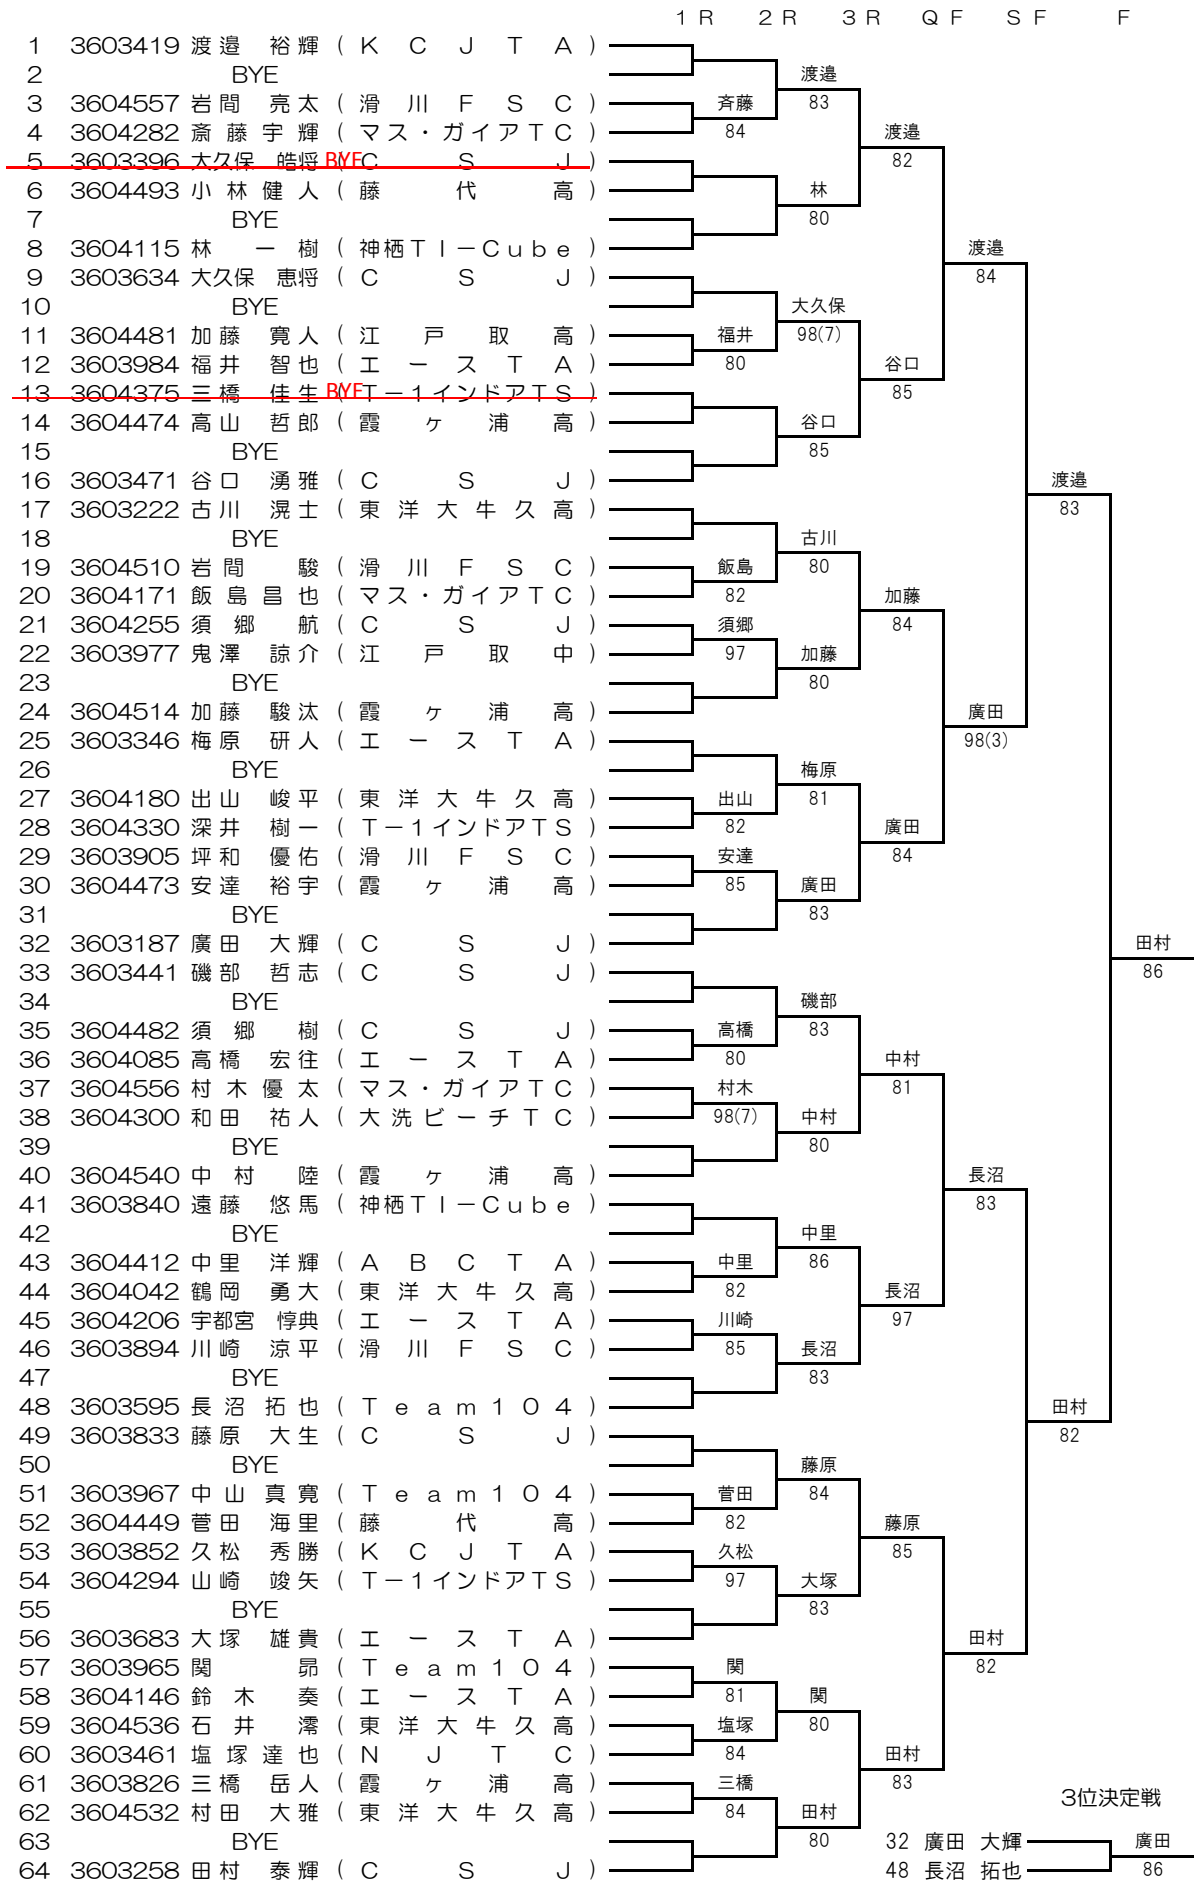 1R 2R 3R QF SF F
1 3603419 渡邉 裕輝 (KCJTA)
2 BYE 渡邉
3 3604557 岩間 亮太 (滑川FSC) 斉藤 83
4 3604282 斎藤宇輝 (マス・ガイアTC) 84 渡邉
5 3603396 大久保 皓将 BYE (CSJ) 82
6 3604493 小林健人 (藤代高) 林
7 BYE 80
8 3604115 林 一樹 (神栖TI-Cube) 渡邉
9 3603634 大久保 恵将 (CSJ) 84
10 BYE 大久保
11 3604481 加藤 寛人 (江戸取高) 福井 98(7)
12 3603984 福井 智也 (エースTA) 80 谷口
13 3604375 三橋 佳生 BYE (T-1インドアTS) 85
14 3604474 高山 哲郎 (霞ヶ浦高) 谷口
15 BYE 85
16 3603471 谷口 湧雅 (CSJ) 渡邉
17 3603222 古川 滉士 (東洋大牛久高) 83
18 BYE 古川
19 3604510 岩間 駿 (滑川FSC) 飯島 80
20 3604171 飯島昌也 (マス・ガイアTC) 82 加藤
21 3604255 須郷 航 (CSJ) 須郷 84
22 3603977 鬼澤 諒介 (江戸取中) 97 加藤
23 BYE 80
24 3604514 加藤 駿汰 (霞ヶ浦高) 廣田
25 3603346 梅原 研人 (エースTA) 98(3)
26 BYE 梅原
27 3604180 出山 峻平 (東洋大牛久高) 出山 81
28 3604330 深井 樹一 (T-1インドアTS) 82 廣田
29 3603905 坪和 優佑 (滑川FSC) 安達 84
30 3604473 安達 裕宇 (霞ヶ浦高) 85 廣田
31 BYE 83
32 3603187 廣田 大輝 (CSJ) 田村
33 3603441 磯部 哲志 (CSJ) 86
34 BYE 磯部
35 3604482 須郷 樹 (CSJ) 高橋 83
36 3604085 高橋 宏往 (エースTA) 80 中村
37 3604556 村木優太 (マス・ガイアTC) 村木 81
38 3604300 和田 祐人 (大洗ビーチTC) 98(7) 中村
39 BYE 80
40 3604540 中村 陸 (霞ヶ浦高) 長沼
41 3603840 遠藤 悠馬 (神栖TI-Cube) 83
42 BYE 中里
43 3604412 中里 洋輝 (ABCTA) 中里 86
44 3604042 鶴岡 勇大 (東洋大牛久高) 82 長沼
45 3604206 宇都宮 惇典 (エースTA) 川崎 97
46 3603894 川崎 涼平 (滑川FSC) 85 長沼
47 BYE 83
48 3603595 長沼拓也 (Team104) 田村
49 3603833 藤原 大生 (CSJ) 82
50 BYE 藤原
51 3603967 中山真寛 (Team104) 菅田 84
52 3604449 菅田 海里 (藤代高) 82 藤原
53 3603852 久松 秀勝 (KCJTA) 久松 85
54 3604294 山崎 竣矢 (T-1インドアTS) 97 大塚
55 BYE 83
56 3603683 大塚 雄貴 (エースTA) 田村
57 3603965 関 昴 (Team104) 関 82
58 3604146 鈴木 奏 (エースTA) 81 関
59 3604536 石井 澪 (東洋大牛久高) 塩塚 80
60 3603461 塩塚達也 (NJTC) 84 田村
61 3603826 三橋 岳人 (霞ヶ浦高) 三橋 83
62 3604532 村田 大雅 (東洋大牛久高) 84 田村
3位決定戦
63 BYE 80 32 廣田 大輝 廣田
64 3603258 田村 泰輝 (CSJ) 48 長沼 拓也 86